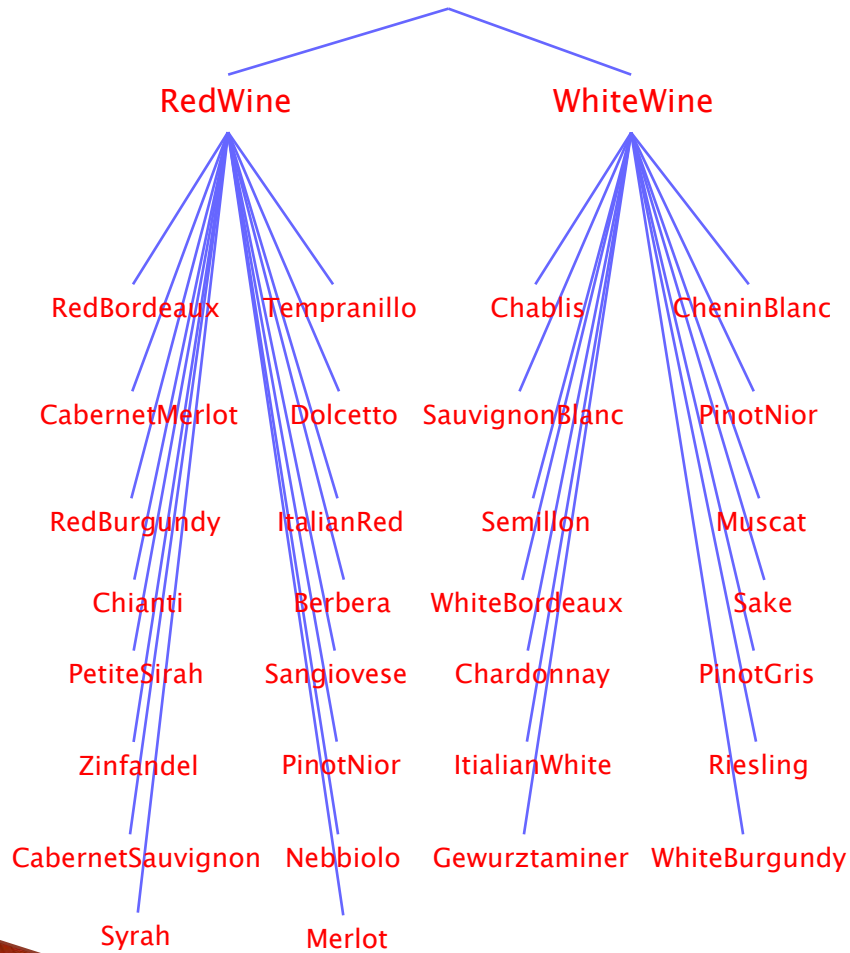 RedWine WhiteWine
RedBordeaux Tempranillo Chablis CheninBlanc
CabernetMerlot Dolcetto SauvignonBlanc PinotNior
RedBurgundy ItalianRed Semillon Muscat
Chianti Berbera WhiteBordeaux Sake
PetiteSirah Sangiovese Chardonnay PinotGris
Zinfandel PinotNior ItialianWhite Riesling
CabernetSauvignon Nebbiolo Gewurztaminer WhiteBurgundy
Syrah Merlot